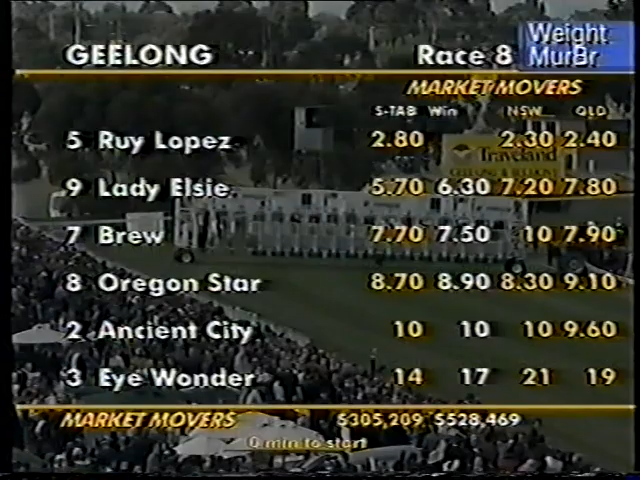 GEELONG Race 8 Weight MurBr
MARKET MOVERS
S-TAB Win NSW QLD
5 Ruy Lopez 2.80 2.30 2.40
Traveland
9 Lady Elsie 5.70 6.30 7.20 7.80
7 Brew 7.70 7.50 10 7.90
8 Oregon Star 8.70 8.90 8.30 9.10
2 Ancient City 10 10 10 9.60
3 Eye Wonder 14 17 21 19
MARKET MOVERS $305,209 $528,469
0 min to start